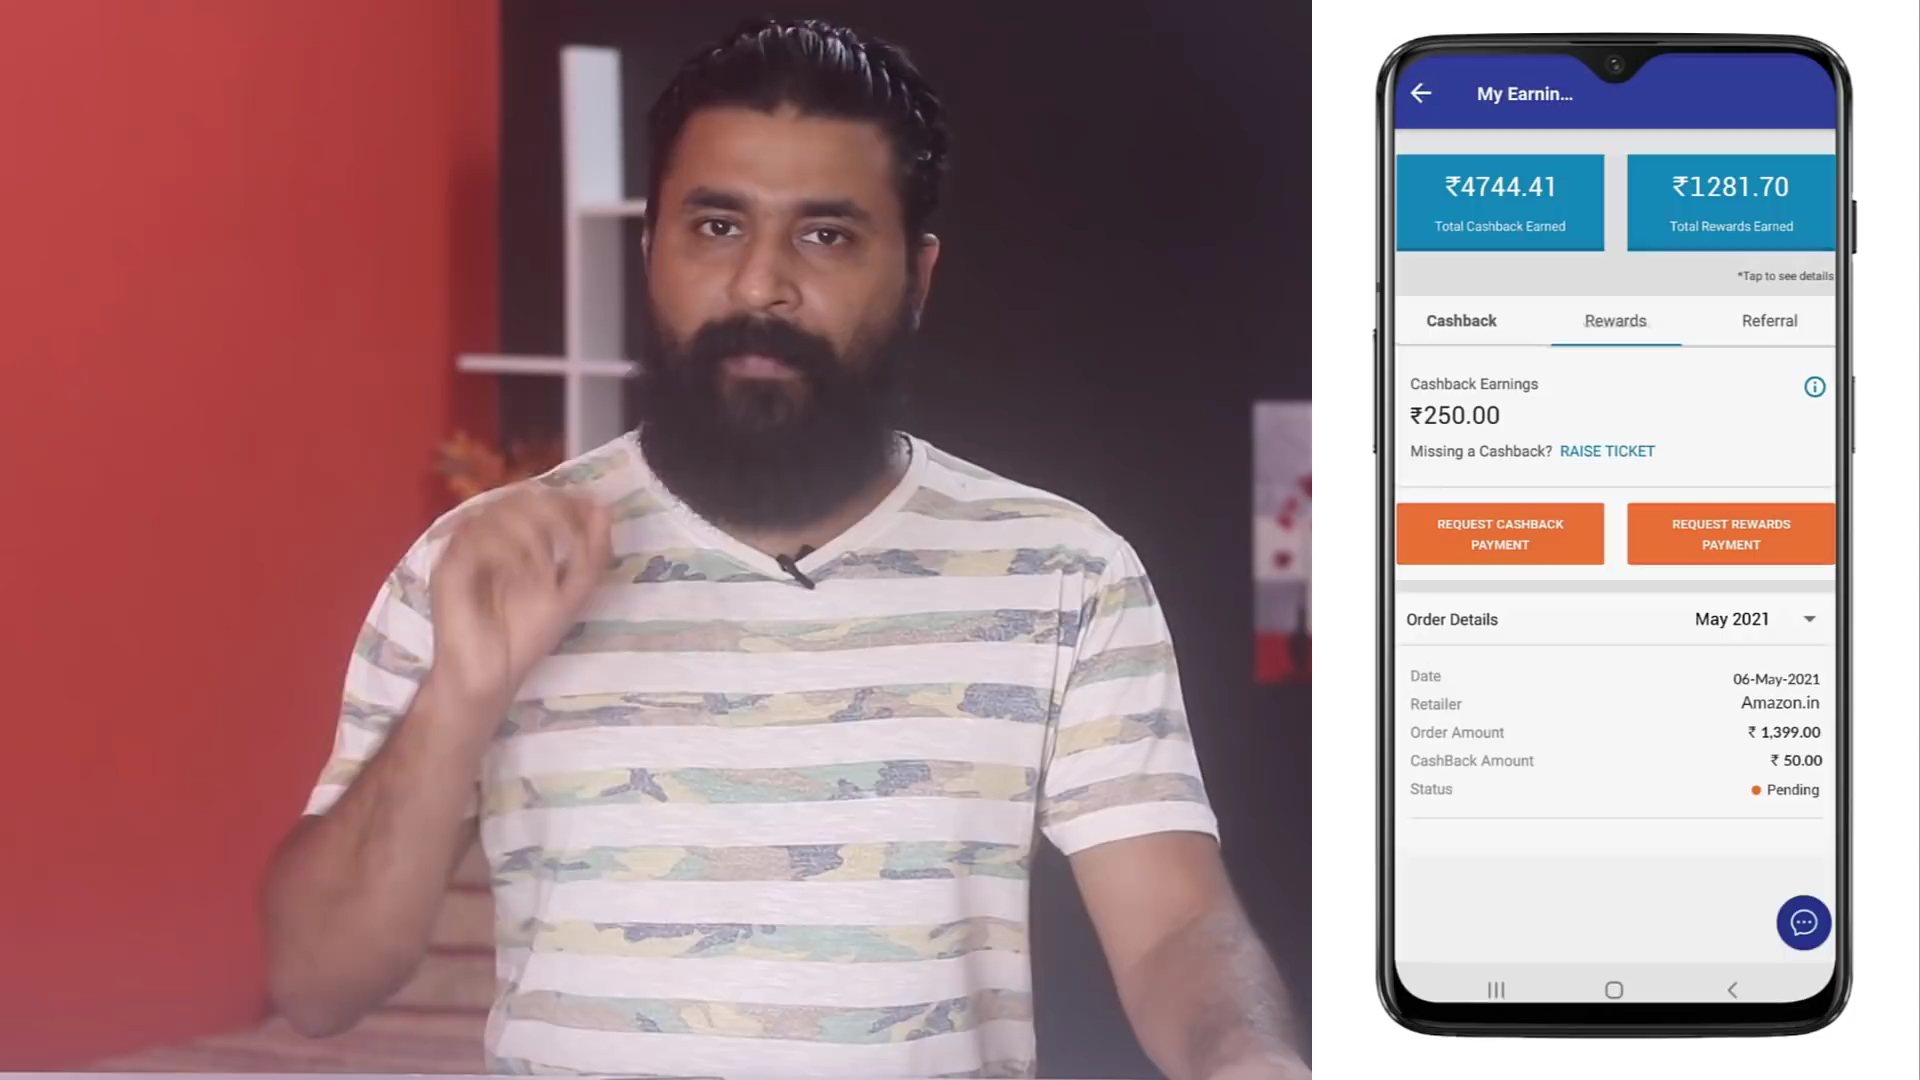 My Earnin...
₹4744.41
Total Cashback Earned
₹1281.70
Total Rewards Earned
*Tap to see details
Cashback
Rewards
Referral
Cashback Earnings
₹250.00
Missing a Cashback? RAISE TICKET
REQUEST CASHBACK
PAYMENT
REQUEST REWARDS
PAYMENT
Order Details
May 2021
Date
06-May-2021
Retailer
Amazon.in
Order Amount
₹ 1,399.00
CashBack Amount
₹ 50.00
Status
Pending